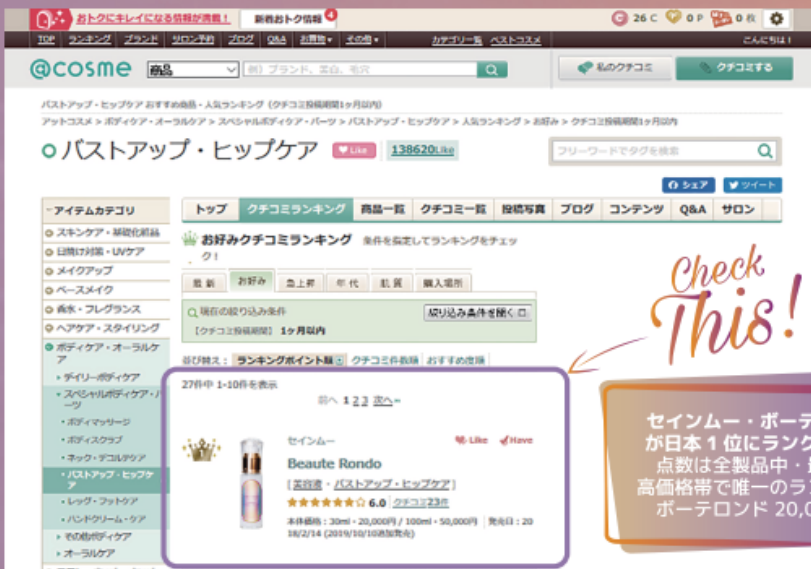 おトクにキレイになる情報が満載！ 新着おトク情報 4 26 C 0 P 0 枚
TOP ランキング ブランド サロン予約 ブログ Q&A お買物 その他 カテゴリ一覧 ベストコスメ こんにちは！
@cosme 商品 例）ブランド、美白、毛穴 私のクチコミ クチコミする
バストアップ・ヒップケア おすすめ商品・人気ランキング（クチコミ投稿期間1ヶ月以内）
アットコスメ > ボディケア・オーラルケア > スペシャルボディケア・パーツ > バストアップ・ヒップケア > 人気ランキング > お好み > クチコミ投稿期間1ヶ月以内
バストアップ・ヒップケア Like 138620Like フリーワードでタグを検索
シェア ツイート
アイテムカテゴリ
スキンケア・基礎化粧品
日焼け対策・UVケア
メイクアップ
ベースメイク
香水・フレグランス
ヘアケア・スタイリング
ボディケア・オーラルケ
ア
デイリーボディケア
スペシャルボディケア・パ
ーツ
ボディマッサージ
ボディスクラブ
ネック・デコルテケア
バストアップ・ヒップケ
ア
レッグ・フットケア
ハンドクリーム・ケア
その他ボディケア
オーラルケア
トップ クチコミランキング 商品一覧 クチコミ一覧 投稿写真 ブログ コンテンツ Q&A サロン
お好みクチコミランキング 条件を指定してランキングをチェッ
ク！
最新 お好み 急上昇 年代 肌質 購入場所
現在の絞り込み条件 絞り込み条件を開く
【クチコミ投稿期間】 1ヶ月以内
並び替え： ランキングポイント順 クチコミ件数順 おすすめ度順
27件中 1-10件を表示
前へ 1 2 3 次へ
セインムー Like Have
Beaute Rondo
[ 美容液・バストアップ・ヒップケア ]
6.0 クチコミ23件
本体価格：30ml・20,000円 / 100ml・50,000円 発売日：20
18/2/14 (2019/10/10追加発売)
Check
This!
セインムー・ボーテ
が日本1位にランク
点数は全製品中・
高価格帯で唯一のラン
ボーテロンド 20,0